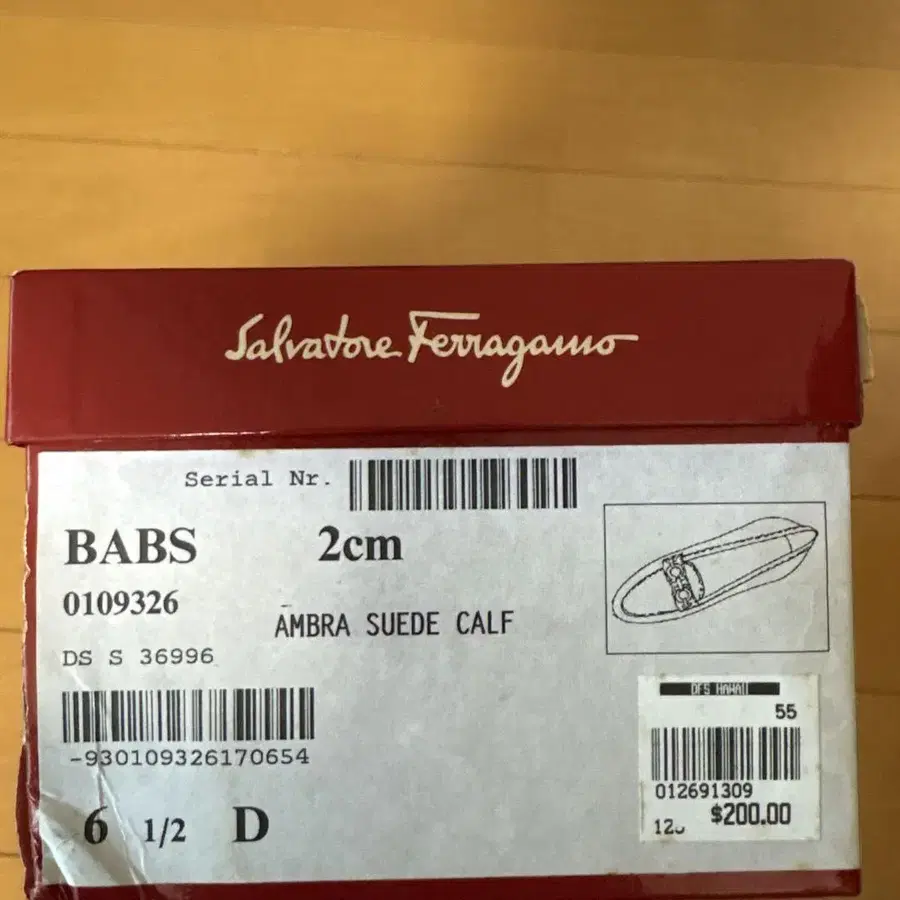 Salvatore Ferragamo
Serial Nr.
BABS 2cm
0109326
AMBRA SUEDE CALF
DS S 36996
-930109326170654
6 1/2 D
DFS HAWAII
55
012691309
$200.00